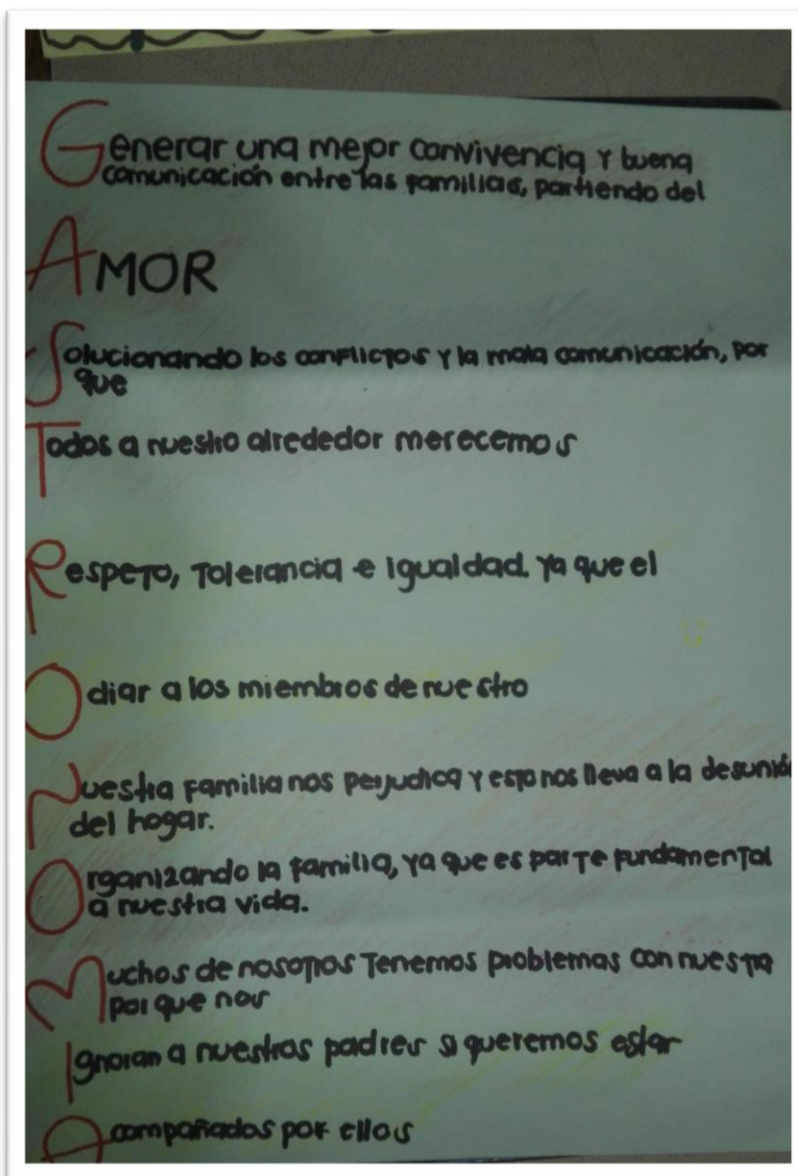 Generar una mejor convivencia y buena
comunicación entre las familias, partiendo del
AMOR
Solucionando los conflictos y la mala comunicación, por
que
Todos a nuestro alrededor merecemos
Respeto, Tolerancia e Igualdad. Ya que el
Odiar a los miembros de nuestro
Nuestra familia nos perjudica y esto nos lleva a la desunió
del hogar.
Organizando la familia, ya que es parte fundamental
a nuestra vida.
Muchos de nosotros Tenemos problemas con nuestra
por que nos
Ignoran a nuestros padres si queremos estar
Acompañados por ellos